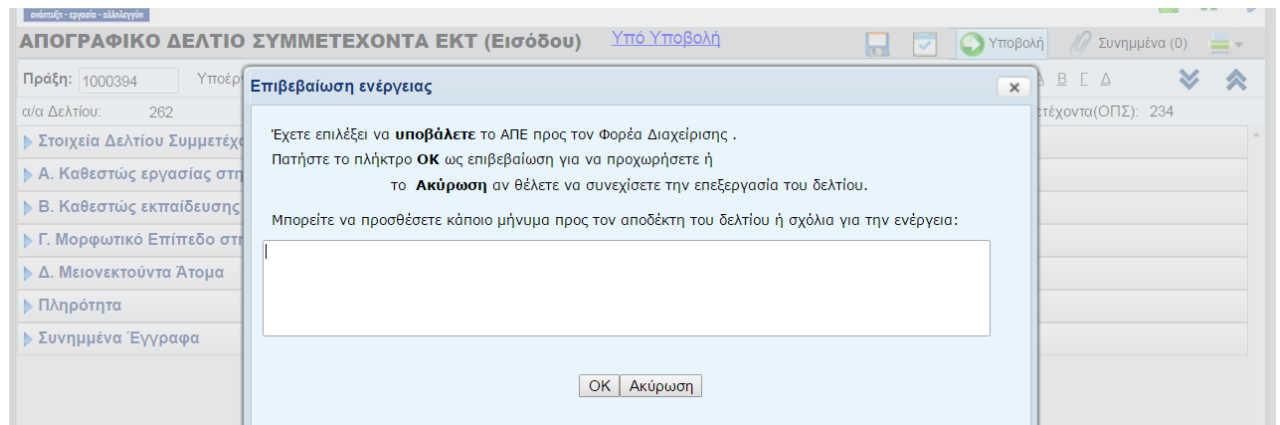 ανάπτυξη - εργασία - αλληλεγγύη
ΑΠΟΓΡΑΦΙΚΟ ΔΕΛΤΙΟ ΣΥΜΜΕΤΕΧΟΝΤΑ ΕΚΤ (Εισόδου) Υπό Υποβολή Υποβολή Συνημμένα (0)
Πράξη: 1000394 Υποέρ Β Γ Δ
Επιβεβαίωση ενέργειας
α/α Δελτίου: 262 τέχοντα(ΟΠΣ): 234
Στοιχεία Δελτίου Συμμετέχο
Α. Καθεστώς εργασίας στη
Β. Καθεστώς εκπαίδευσης
Γ. Μορφωτικό Επίπεδο στη
Δ. Μειονεκτούντα Άτομα
Πληρότητα
Συνημμένα Έγγραφα
Έχετε επιλέξει να υποβάλετε το ΑΠΕ προς τον Φορέα Διαχείρισης .
Πατήστε το πλήκτρο ΟΚ ως επιβεβαίωση για να προχωρήσετε ή
το Ακύρωση αν θέλετε να συνεχίσετε την επεξεργασία του δελτίου.
Μπορείτε να προσθέσετε κάποιο μήνυμα προς τον αποδέκτη του δελτίου ή σχόλια για την ενέργεια:
OK Ακύρωση